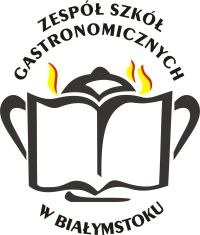 ZESPÓŁ SZKÓŁ
GASTRONOMICZNYCH
W BIAŁYMSTOKU